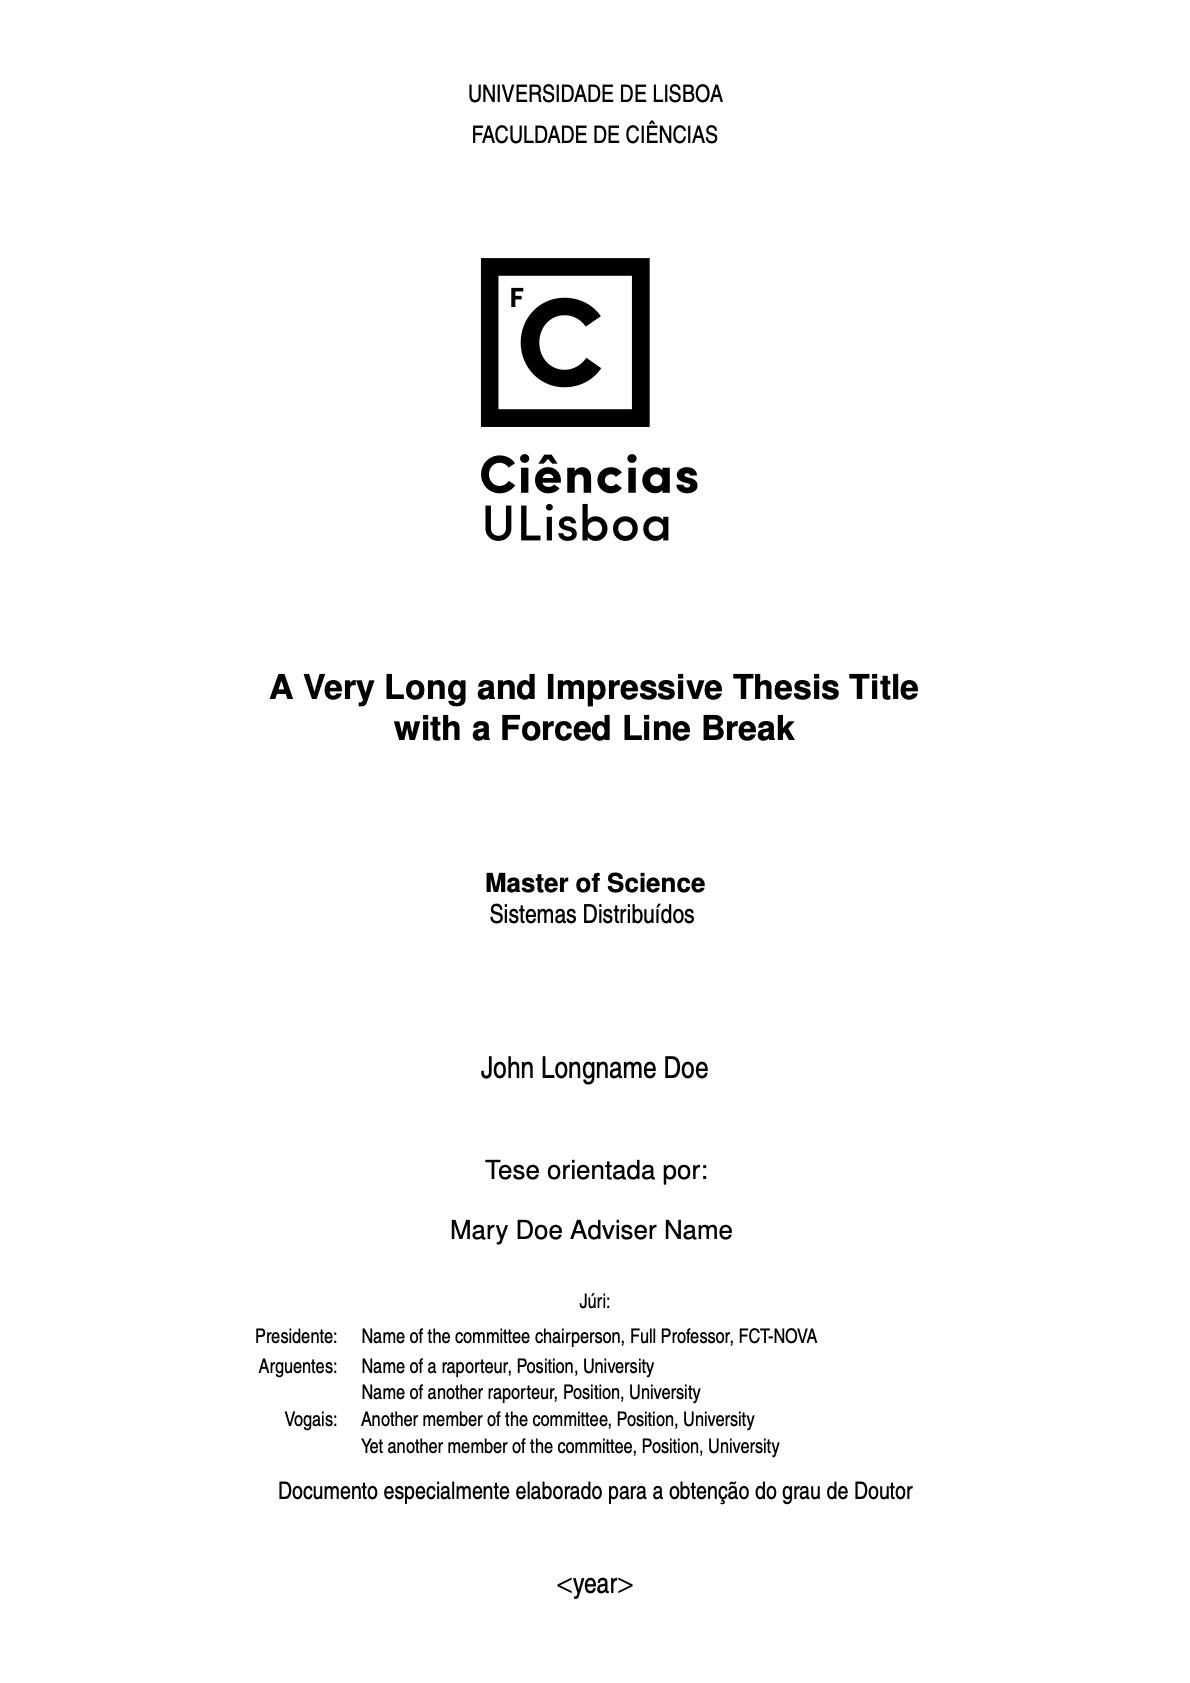 UNIVERSIDADE DE LISBOA
FACULDADE DE CIÊNCIAS
F
C
Ciências
ULisboa
A Very Long and Impressive Thesis Title
with a Forced Line Break
Master of Science
Sistemas Distribuídos
John Longname Doe
Tese orientada por:
Mary Doe Adviser Name
Júri:
Presidente: Name of the committee chairperson, Full Professor, FCT-NOVA
Arguentes: Name of a raporteur, Position, University
Name of another raporteur, Position, University
Vogais: Another member of the committee, Position, University
Yet another member of the committee, Position, University
Documento especialmente elaborado para a obtenção do grau de Doutor
<year>